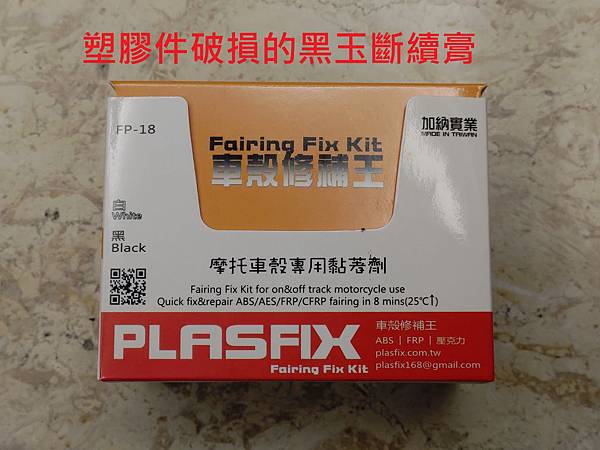 塑膠件破損的黑玉斷續膏
FP-18
Fairing Fix Kit
車殼修補王
加納實業
MADE IN TAIWAN
白
White
黑
Black
摩托車殼專用黏著劑
Fairing Fix Kit for on&off track motorcycle use
Quick fix&repair ABS/AES/FRP/CFRP fairing in 8 mins(25℃↑)
PLASFIX
Fairing Fix Kit
車殼修補王
ABS | FRP | 壓克力
plasfix.com.tw
plasfix168@gmail.com